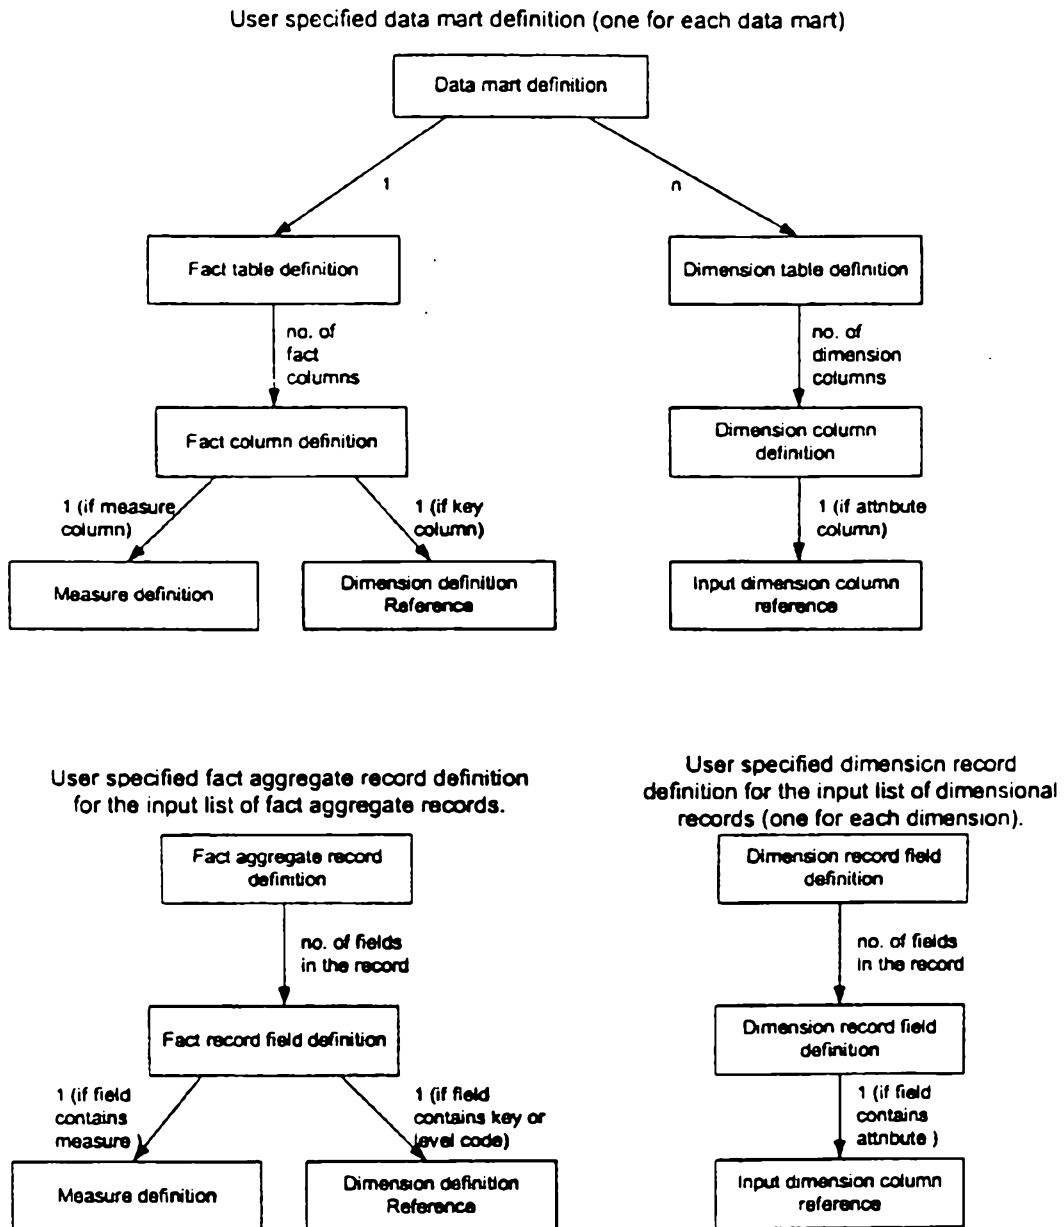 User specified data mart definition (one for each data mart)
Data mart definition
1
n
Fact table definition
Dimension table definition
no. of
fact
columns
no. of
dimension
columns
Fact column definition
Dimension column
definition
1 (if measure
column)
1 (if key
column)
1 (if attribute
column)
Measure definition
Dimension definition
Reference
Input dimension column
reference
User specified fact aggregate record definition
for the input list of fact aggregate records.
User specified dimension record
definition for the input list of dimensional
records (one for each dimension).
Fact aggregate record
definition
Dimension record field
definition
no. of fields
in the record
no. of fields
in the record
Fact record field definition
Dimension record field
definition
1 (if field
contains
measure )
1 (if field
contains key or
level code)
1 (if field
contains
attribute )
Measure definition
Dimension definition
Reference
Input dimension column
reference